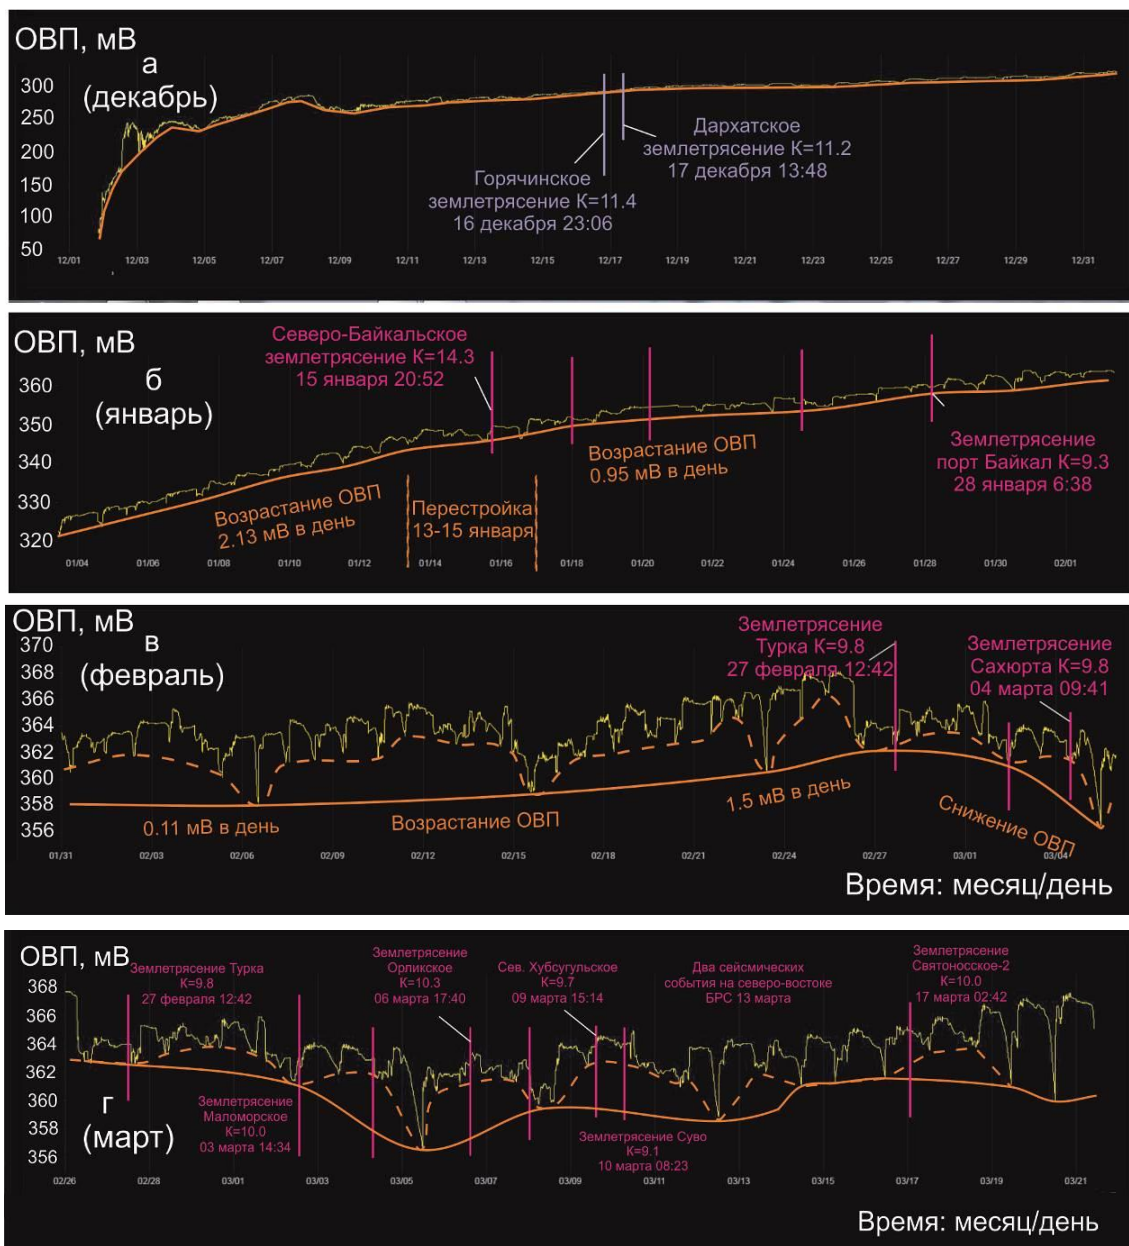 ОВП, мВ
а
(декабрь)
300
250
200
150
100
50
Дархатское
землетрясение К=11.2
17 декабря 13:48
Горячинское
землетрясение К=11.4
16 декабря 23:06
12/01 12/03 12/05 12/07 12/09 12/11 12/13 12/15 12/17 12/19 12/21 12/23 12/25 12/27 12/29 12/31
ОВП, мВ
б
(январь)
360
350
340
330
320
Северо-Байкальское
землетрясение К=14.3
15 января 20:52
Возрастание ОВП
2.13 мВ в день
Перестройка
13-15 января
Возрастание ОВП
0.95 мВ в день
Землетрясение
порт Байкал К=9.3
28 января 6:38
01/04 01/06 01/08 01/10 01/12 01/14 01/16 01/18 01/20 01/22 01/24 01/26 01/28 01/30 02/01
ОВП, мВ
в
(февраль)
370
368
366
364
362
360
358
356
Землетрясение
Турка К=9.8
27 февраля 12:42
Землетрясение
Сахюрта К=9.8
04 марта 09:41
0.11 мВ в день
Возрастание ОВП
1.5 мВ в день
Снижение ОВП
01/31 02/03 02/06 02/09 02/12 02/15 02/18 02/21 02/24 02/27 03/01 03/04
Время: месяц/день
ОВП, мВ
г
(март)
368
366
364
362
360
358
356
Землетрясение Турка
К=9.8
27 февраля 12:42
Землетрясение
Орликское
К=10.3
06 марта 17:40
Сев. Хубсугульское
К=9.7
09 марта 15:14
Два сейсмических
события на северо-востоке
БРС 13 марта
Землетрясение
Святоносское-2
К=10.0
17 марта 02:42
Землетрясение
Маломорское
К=10.0
03 марта 14:34
Землетрясение Суво
К=9.1
10 марта 08:23
02/26 02/28 03/01 03/03 03/05 03/07 03/09 03/11 03/13 03/15 03/17 03/19 03/21
Время: месяц/день